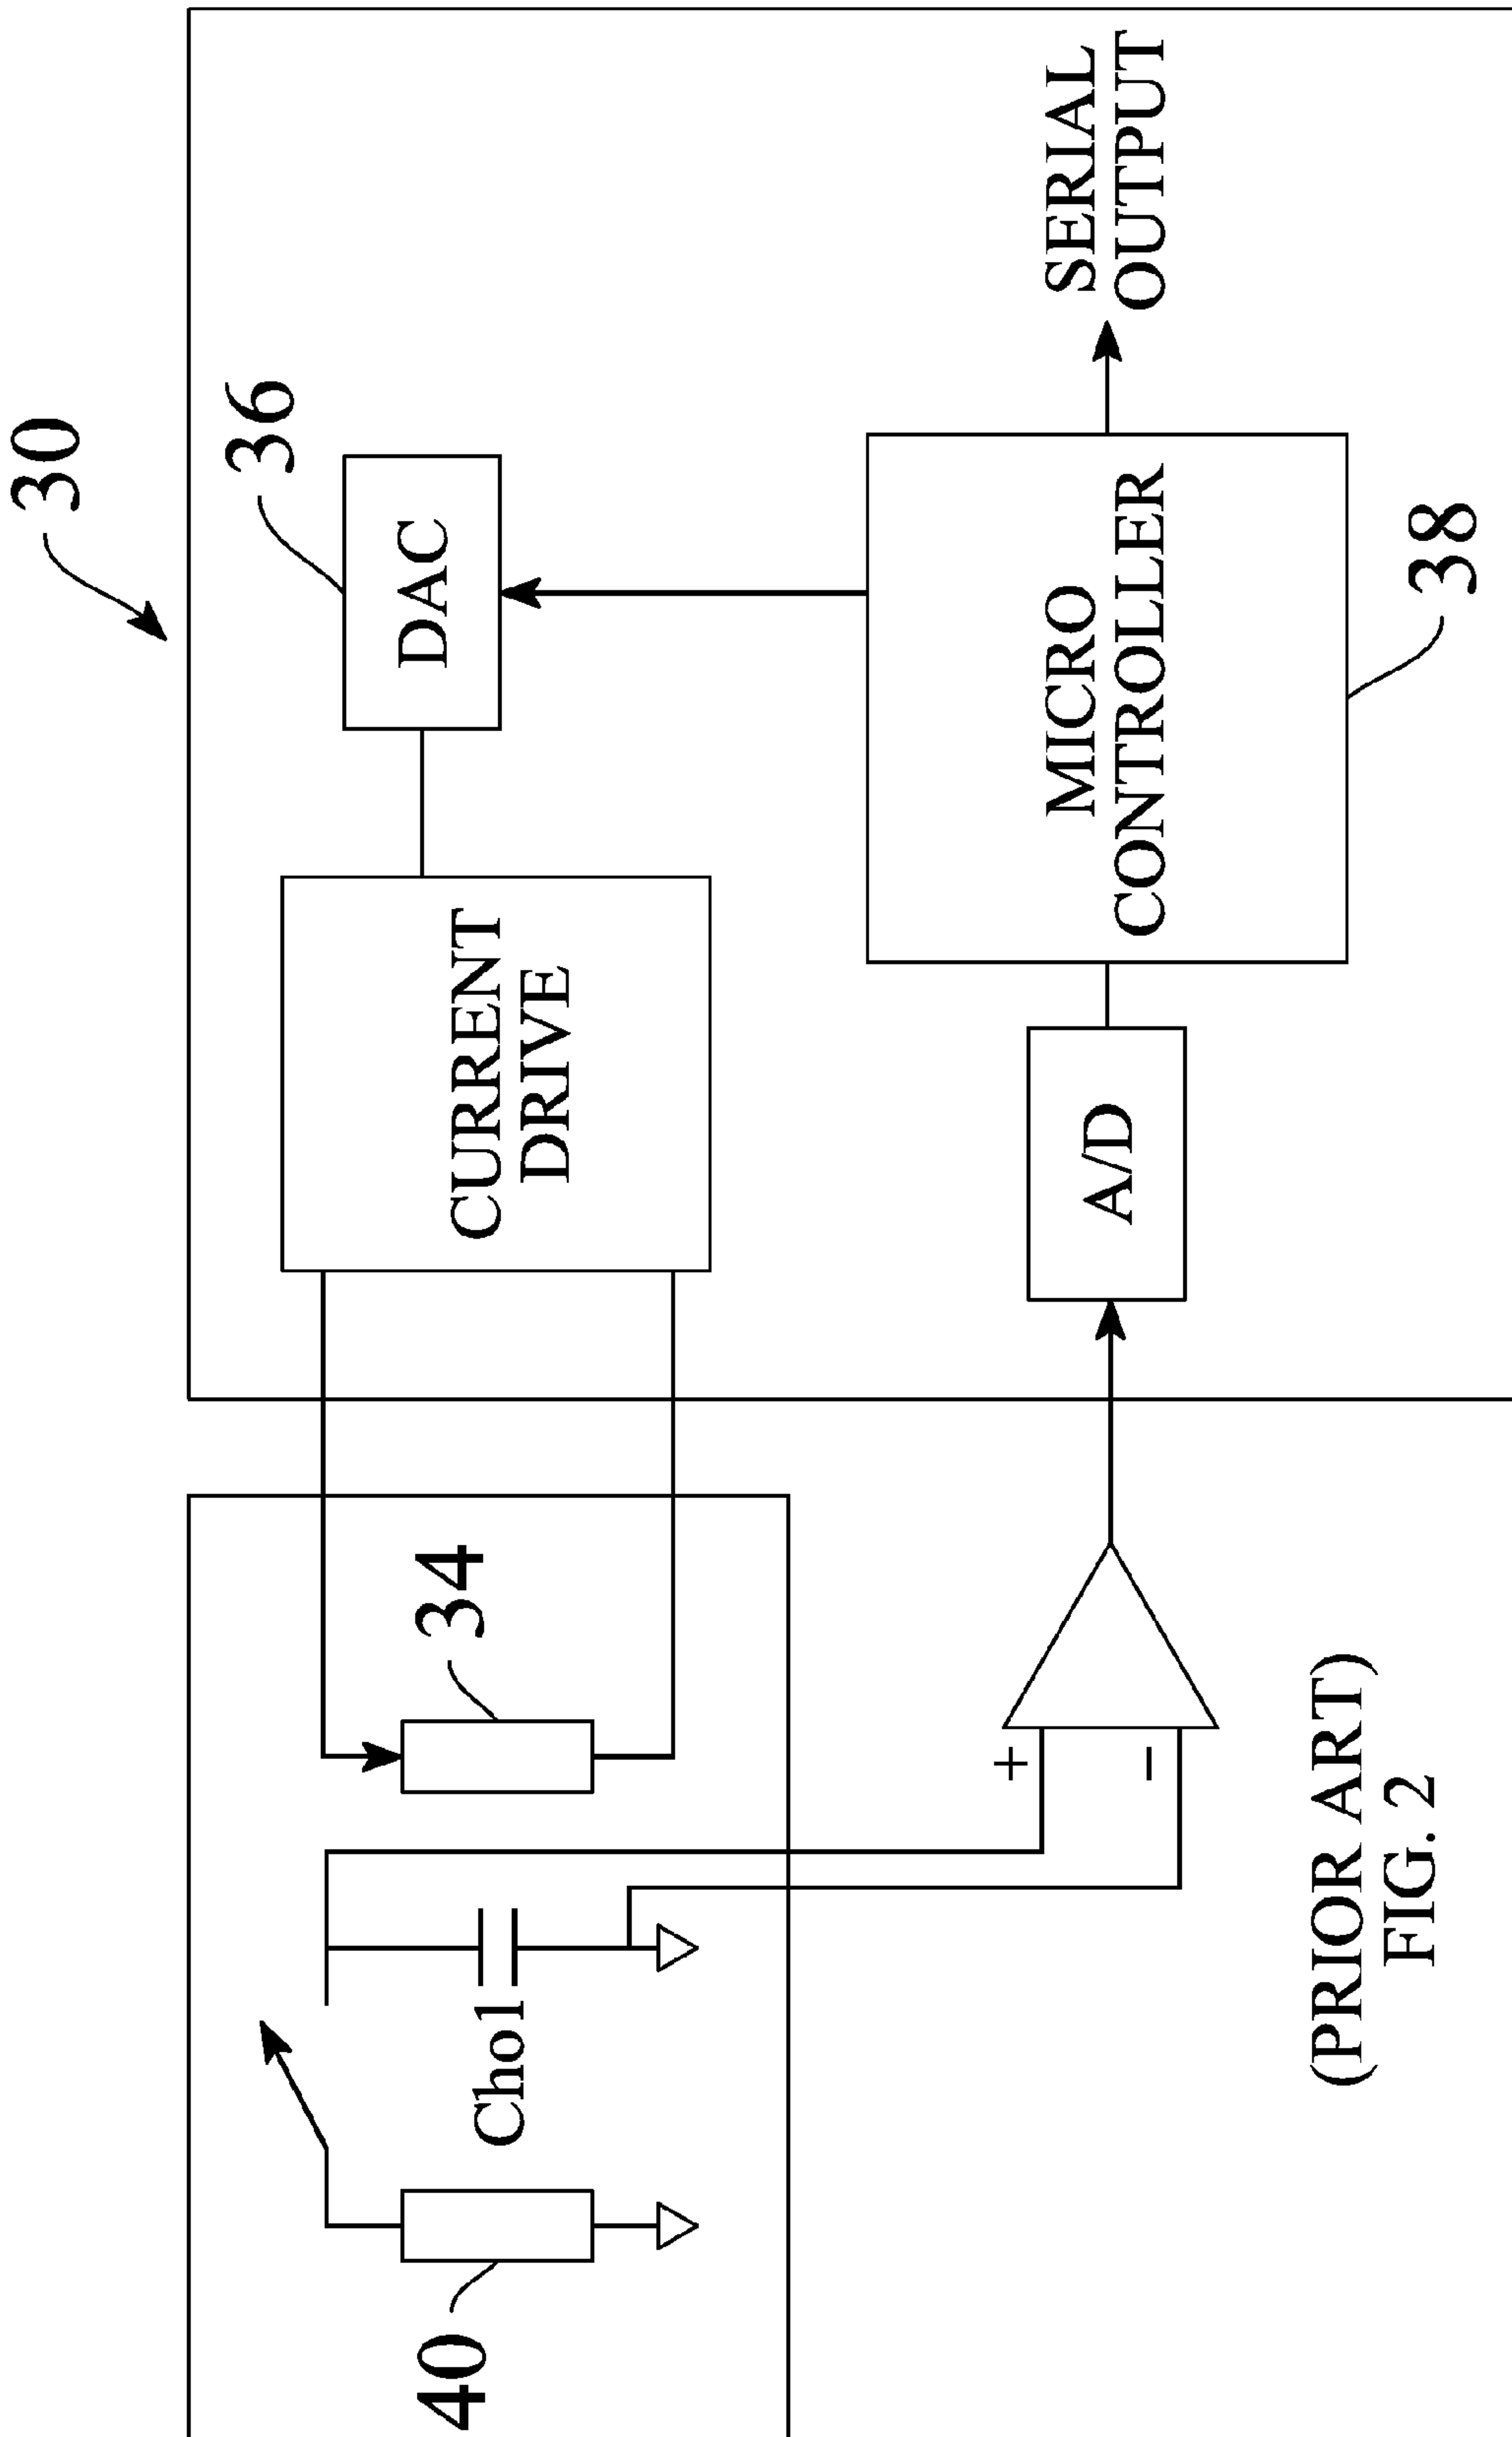 30
36
DAC
CURRENT
DRIVE
34
40
Cho1
+
−
A/D
MICRO
CONTROLLER
38
SERIAL
OUTPUT
(PRIOR ART)
FIG. 2